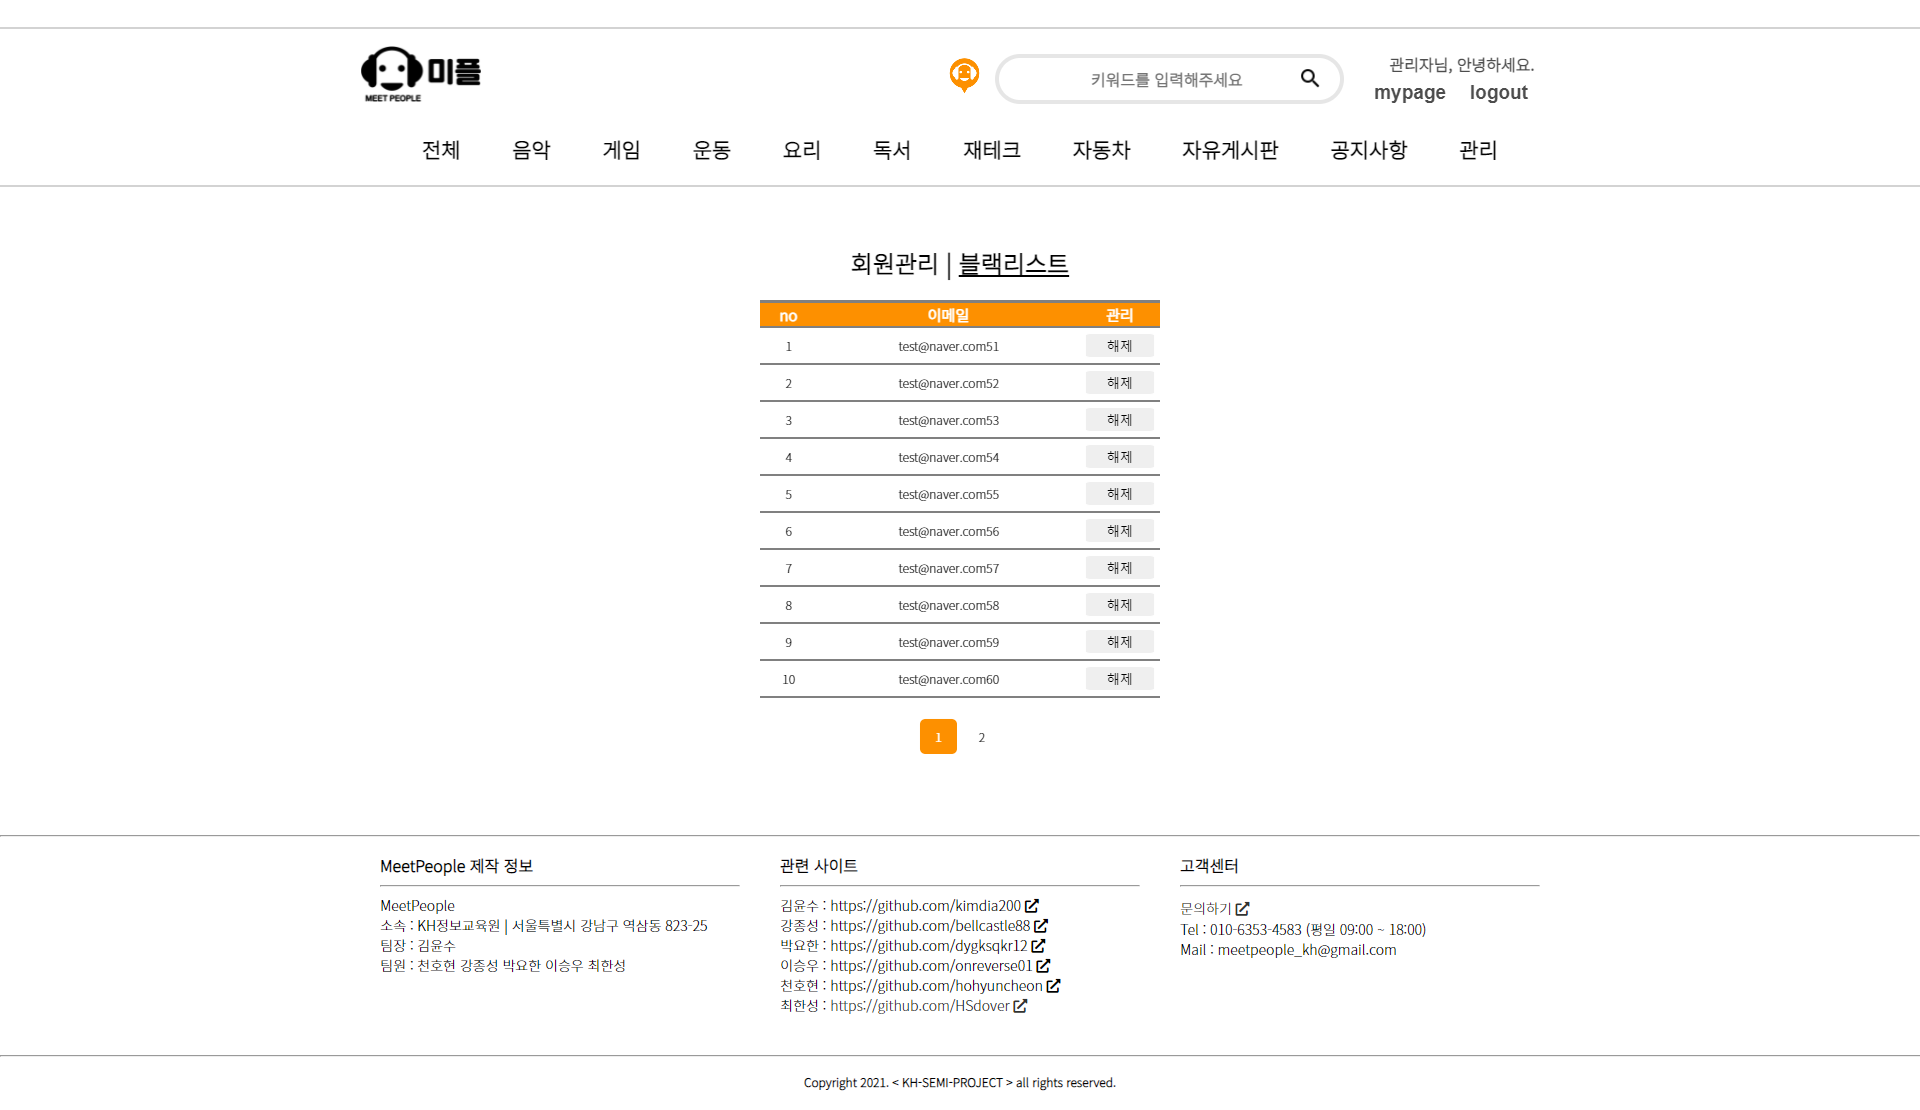 미플
MEET PEOPLE
키워드를 입력해주세요
관리자님, 안녕하세요.
mypage logout
전체 음악 게임 운동 요리 독서 재테크 자동차 자유게시판 공지사항 관리
회원관리 | 블랙리스트
no 이메일 관리
1 test@naver.com51 해제
2 test@naver.com52 해제
3 test@naver.com53 해제
4 test@naver.com54 해제
5 test@naver.com55 해제
6 test@naver.com56 해제
7 test@naver.com57 해제
8 test@naver.com58 해제
9 test@naver.com59 해제
10 test@naver.com60 해제
1 2
MeetPeople 제작 정보
MeetPeople
소속 : KH정보교육원 | 서울특별시 강남구 역삼동 823-25
팀장 : 김윤수
팀원 : 천호현 강종성 박요한 이승우 최한성
관련 사이트
김윤수 : https://github.com/kimdia200
강종성 : https://github.com/bellcastle88
박요한 : https://github.com/dygksqkr12
이승우 : https://github.com/onreverse01
천호현 : https://github.com/hohyuncheon
최한성 : https://github.com/HSdover
고객센터
문의하기
Tel : 010-6353-4583 (평일 09:00 ~ 18:00)
Mail : meetpeople_kh@gmail.com
Copyright 2021. < KH-SEMI-PROJECT > all rights reserved.